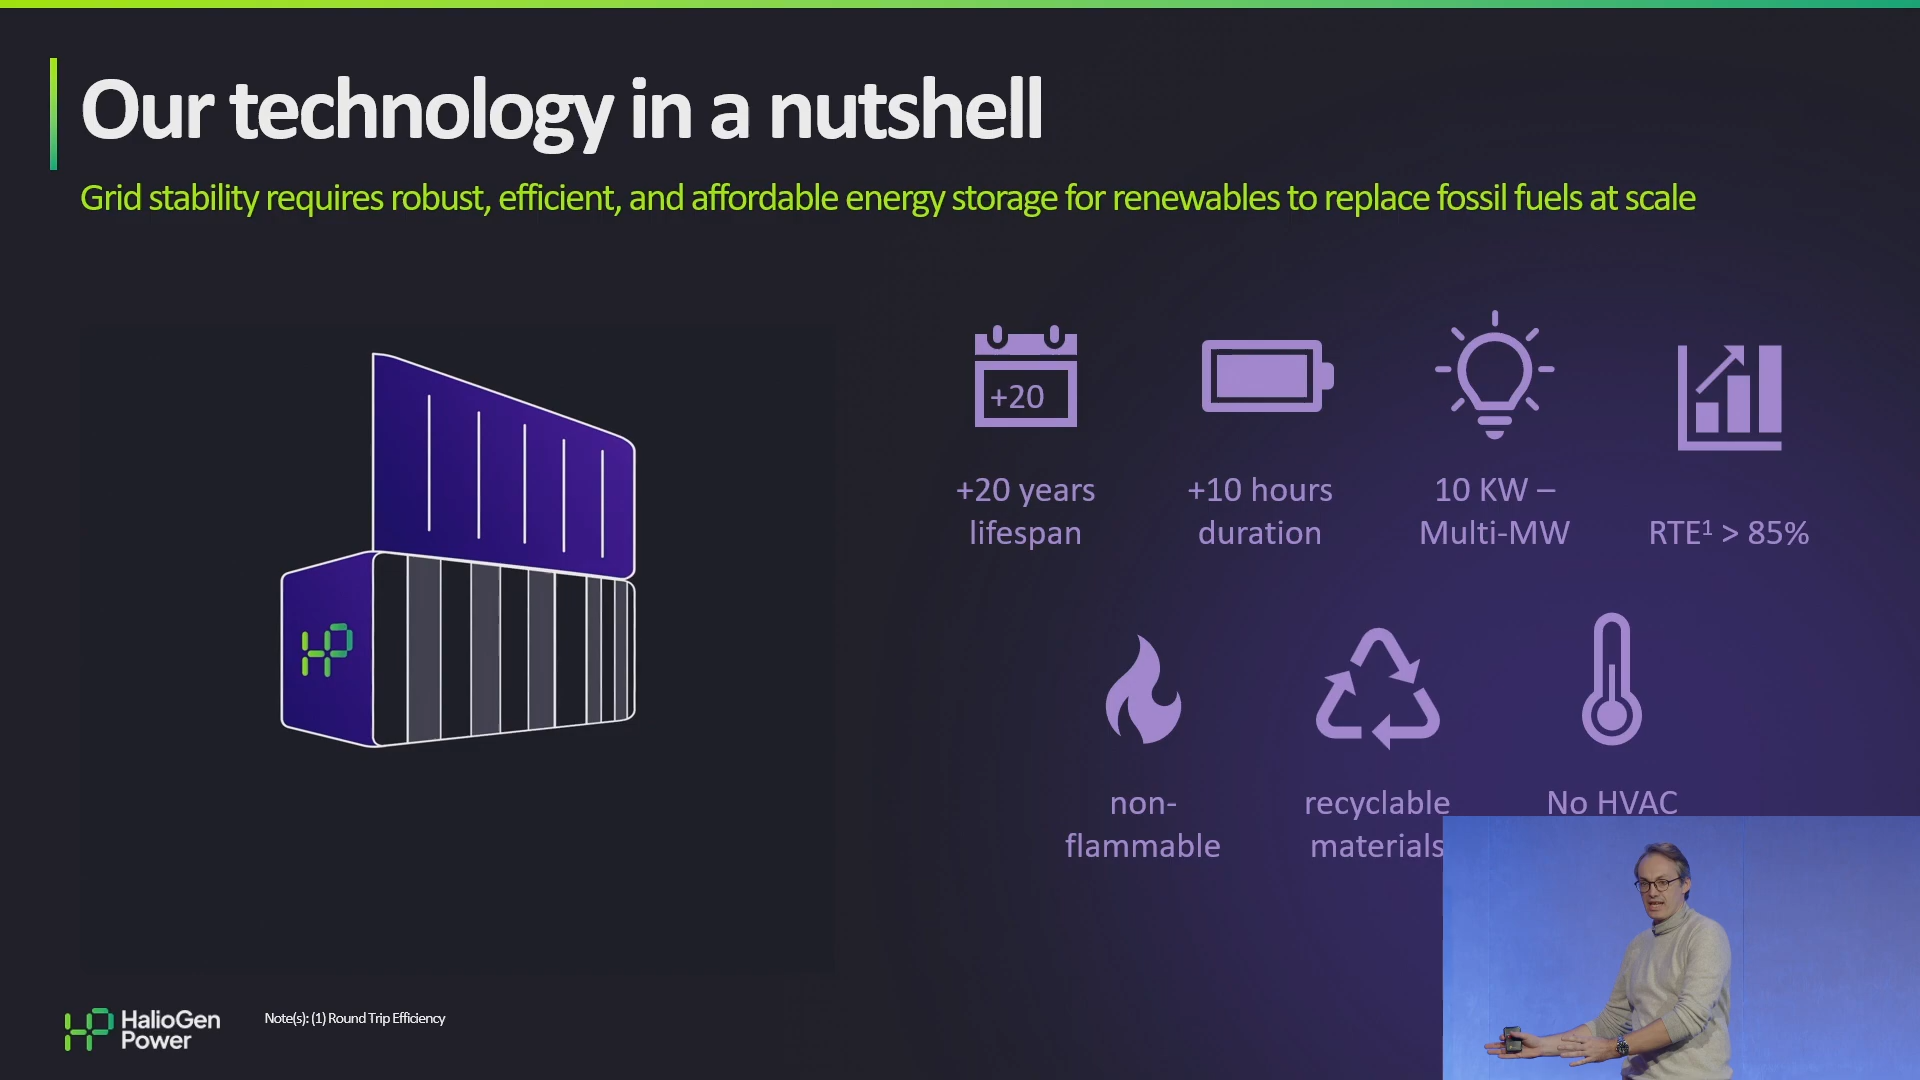 Our technology in a nutshell
Grid stability requires robust, efficient, and affordable energy storage for renewables to replace fossil fuels at scale
+20
+20 years
lifespan
+10 hours
duration
10 KW –
Multi-MW
RTE¹ > 85%
non-
flammable
recyclable
materials
No HVAC
HP
HalioGen
Power
Note(s): (1) Round Trip Efficiency